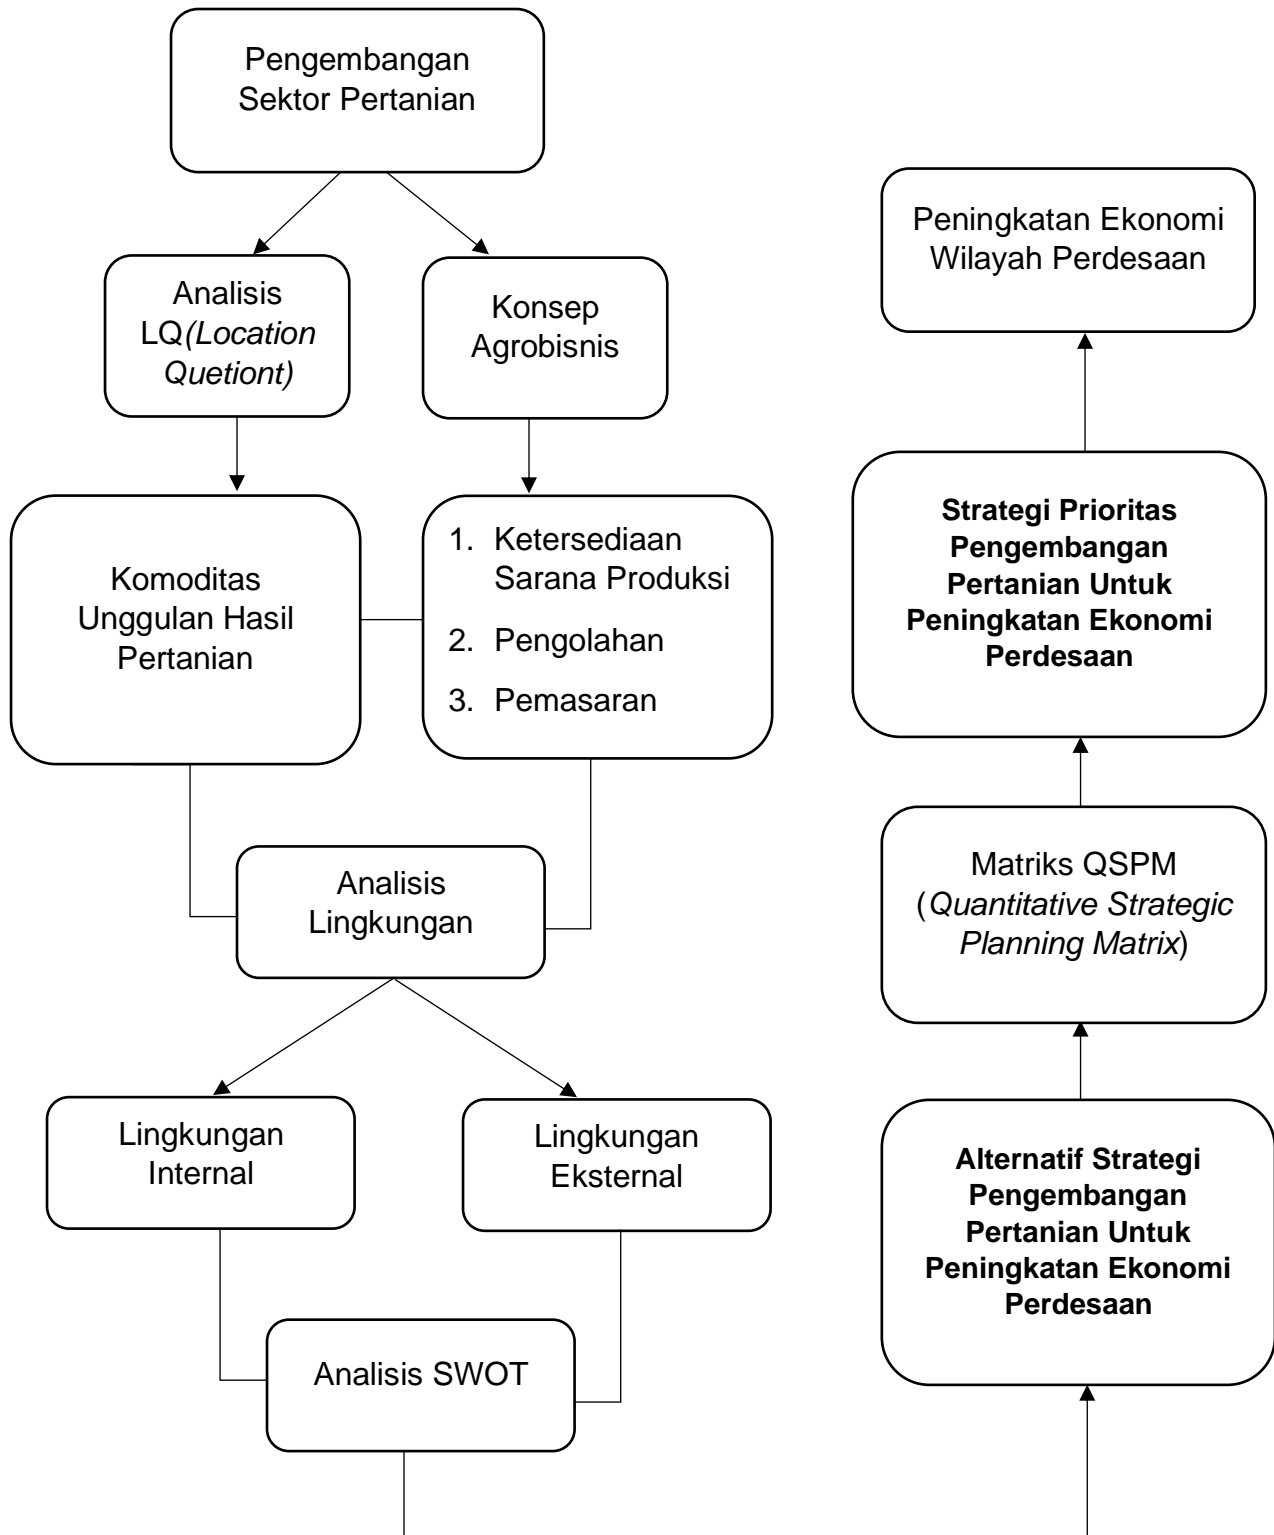 Pengembangan
Sektor Pertanian
Analisis
LQ(Location
Quetiont)
Konsep
Agrobisnis
Komoditas
Unggulan Hasil
Pertanian
1. Ketersediaan
Sarana Produksi
2. Pengolahan
3. Pemasaran
Analisis
Lingkungan
Lingkungan
Internal
Lingkungan
Eksternal
Analisis SWOT
Peningkatan Ekonomi
Wilayah Perdesaan
Strategi Prioritas
Pengembangan
Pertanian Untuk
Peningkatan Ekonomi
Perdesaan
Matriks QSPM
(Quantitative Strategic
Planning Matrix)
Alternatif Strategi
Pengembangan
Pertanian Untuk
Peningkatan Ekonomi
Perdesaan